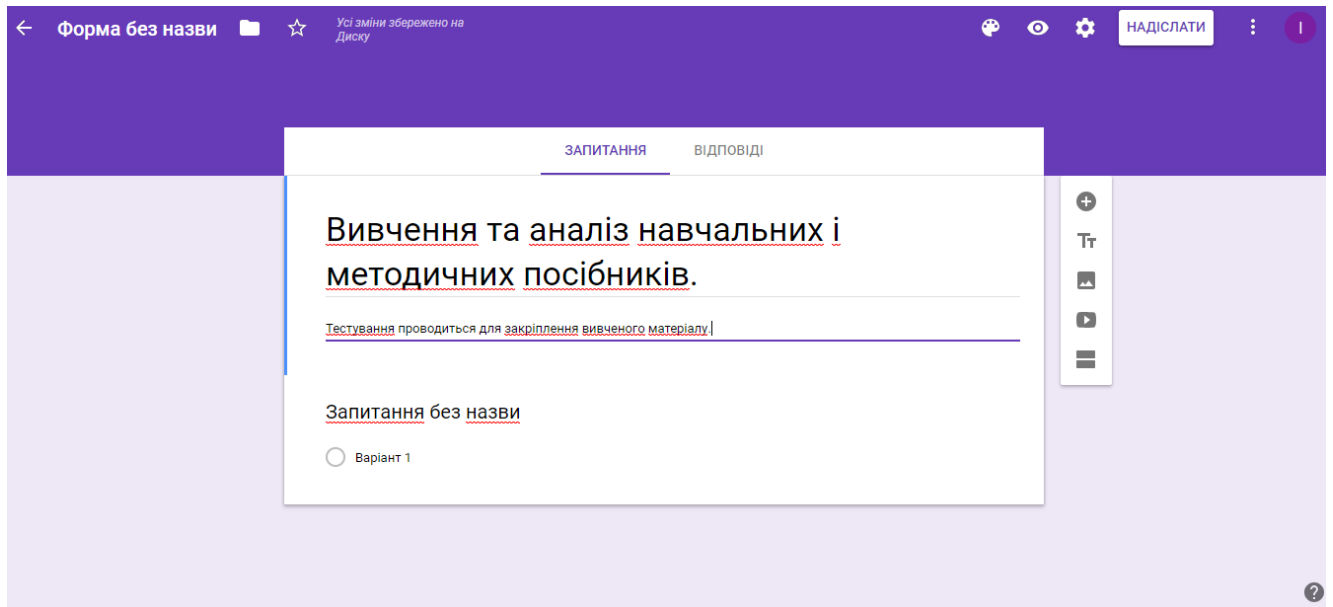 Форма без назви
Усі зміни збережено на
Диску
НАДІСЛАТИ
І
ЗАПИТАННЯ ВІДПОВІДІ
Вивчення та аналіз навчальних і
методичних посібників.
Тт
Тестування проводиться для закріплення вивченого матеріалу.
Запитання без назви
Варіант 1